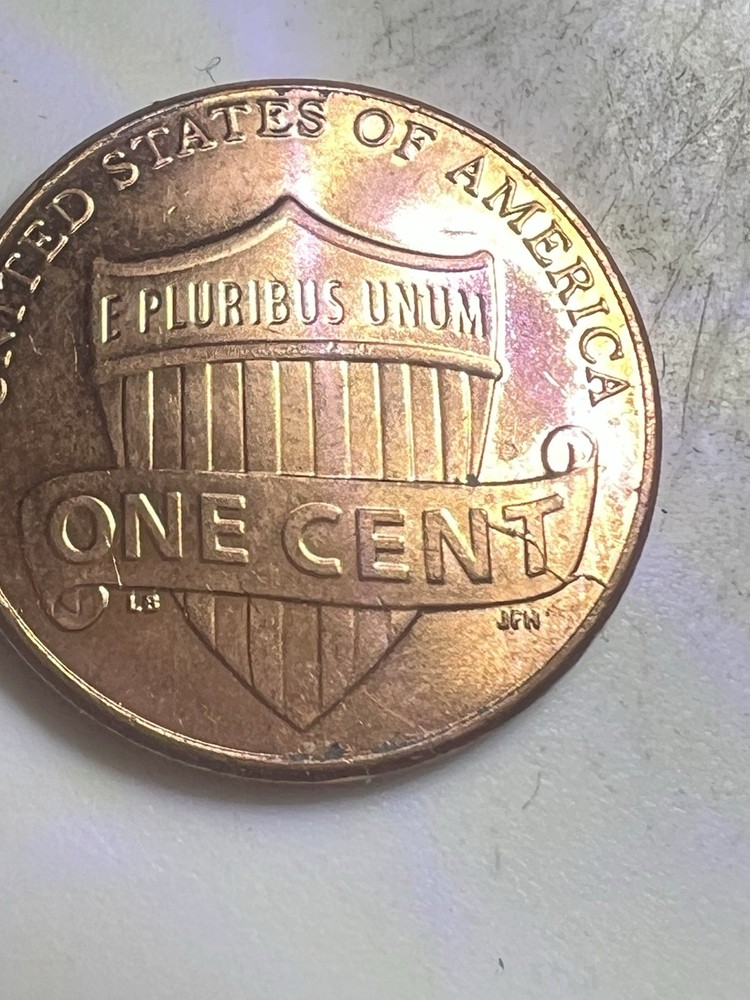 UNITED STATES OF AMERICA
E PLURIBUS UNUM
ONE CENT
LB
JFM